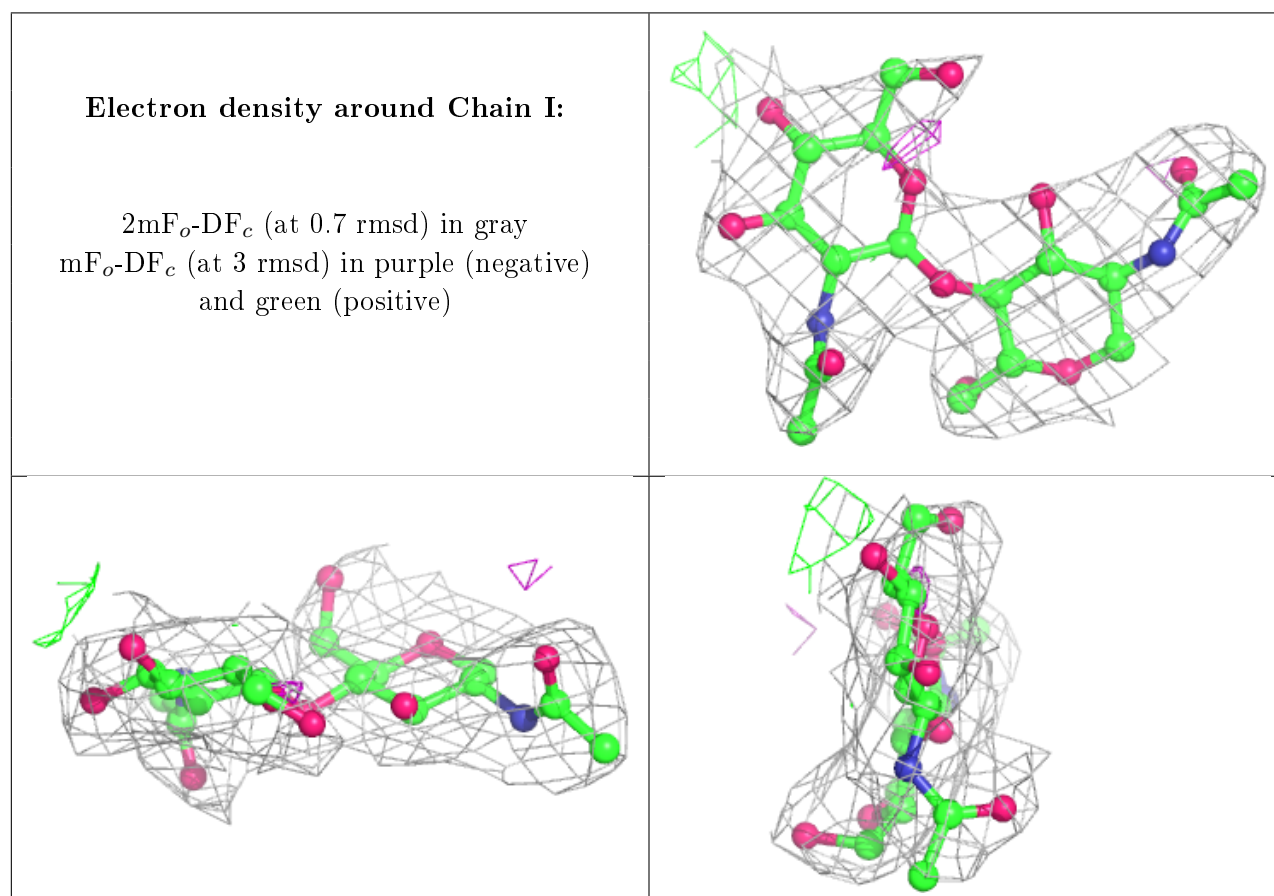 Electron density around Chain I:
2mFo-DFc (at 0.7 rmsd) in gray
mFo-DFc (at 3 rmsd) in purple (negative)
and green (positive)